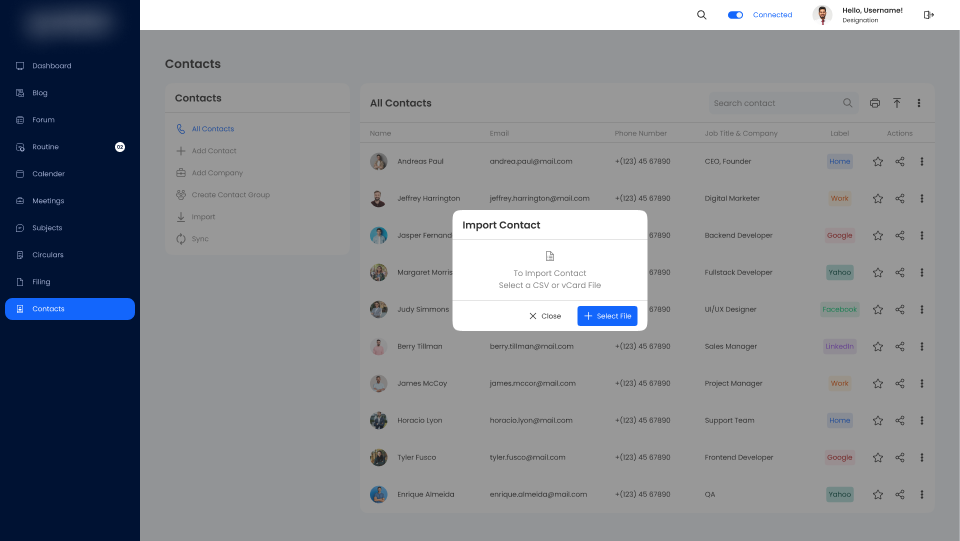 Connected
Hello, Username!
Designation
Dashboard
Blog
Forum
Routine 02
Calender
Meetings
Subjects
Circulars
Filing
Contacts
Contacts
Contacts
All Contacts
Add Contact
Add Company
Create Contact Group
Import
Sync
All Contacts
Search contact
Name Email Phone Number Job Title & Company Label Actions
Andreas Paul andrea.paul@mail.com +(123) 45 67890 CEO, Founder Home
Jeffrey Harrington jeffrey.harington@mail.com +(123) 45 67890 Digital Marketer Work
Jasper Fernand 67890 Backend Developer Google
Margaret Morris 67890 Fullstack Developer Yahoo
Judy Simmons 67890 UI/UX Designer Facebook
Berry Tillman berry.tillman@mail.com +(123) 45 67890 Sales Manager LinkedIn
James McCoy james.mccor@mail.com +(123) 45 67890 Project Manager Work
Horacio Lyon horacio.lyon@mail.com +(123) 45 67890 Support Team Home
Tyler Fusco tyler.fusco@mail.com +(123) 45 67890 Frontend Developer Google
Enrique Almeida enrique.almeida@mail.com +(123) 45 67890 QA Yahoo
Import Contact
To Import Contact
Select a CSV or vCard File
Close Select File